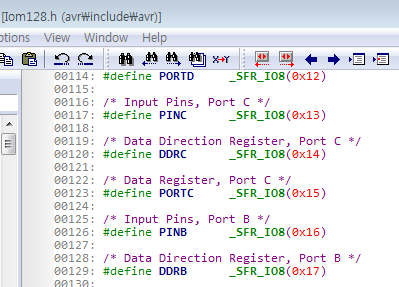 [Iom128.h (avr₩include₩avr)]
ptions View Window Help
X→Y
00114: #define PORTD _SFR_IO8(0x12)
00115:
00116: /* Input Pins, Port C */
00117: #define PINC _SFR_IO8(0x13)
00118:
00119: /* Data Direction Register, Port C */
00120: #define DDRC _SFR_IO8(0x14)
00121:
00122: /* Data Register, Port C */
00123: #define PORTC _SFR_IO8(0x15)
00124:
00125: /* Input Pins, Port B */
00126: #define PINB _SFR_IO8(0x16)
00127:
00128: /* Data Direction Register, Port B */
00129: #define DDRB _SFR_IO8(0x17)
00130: